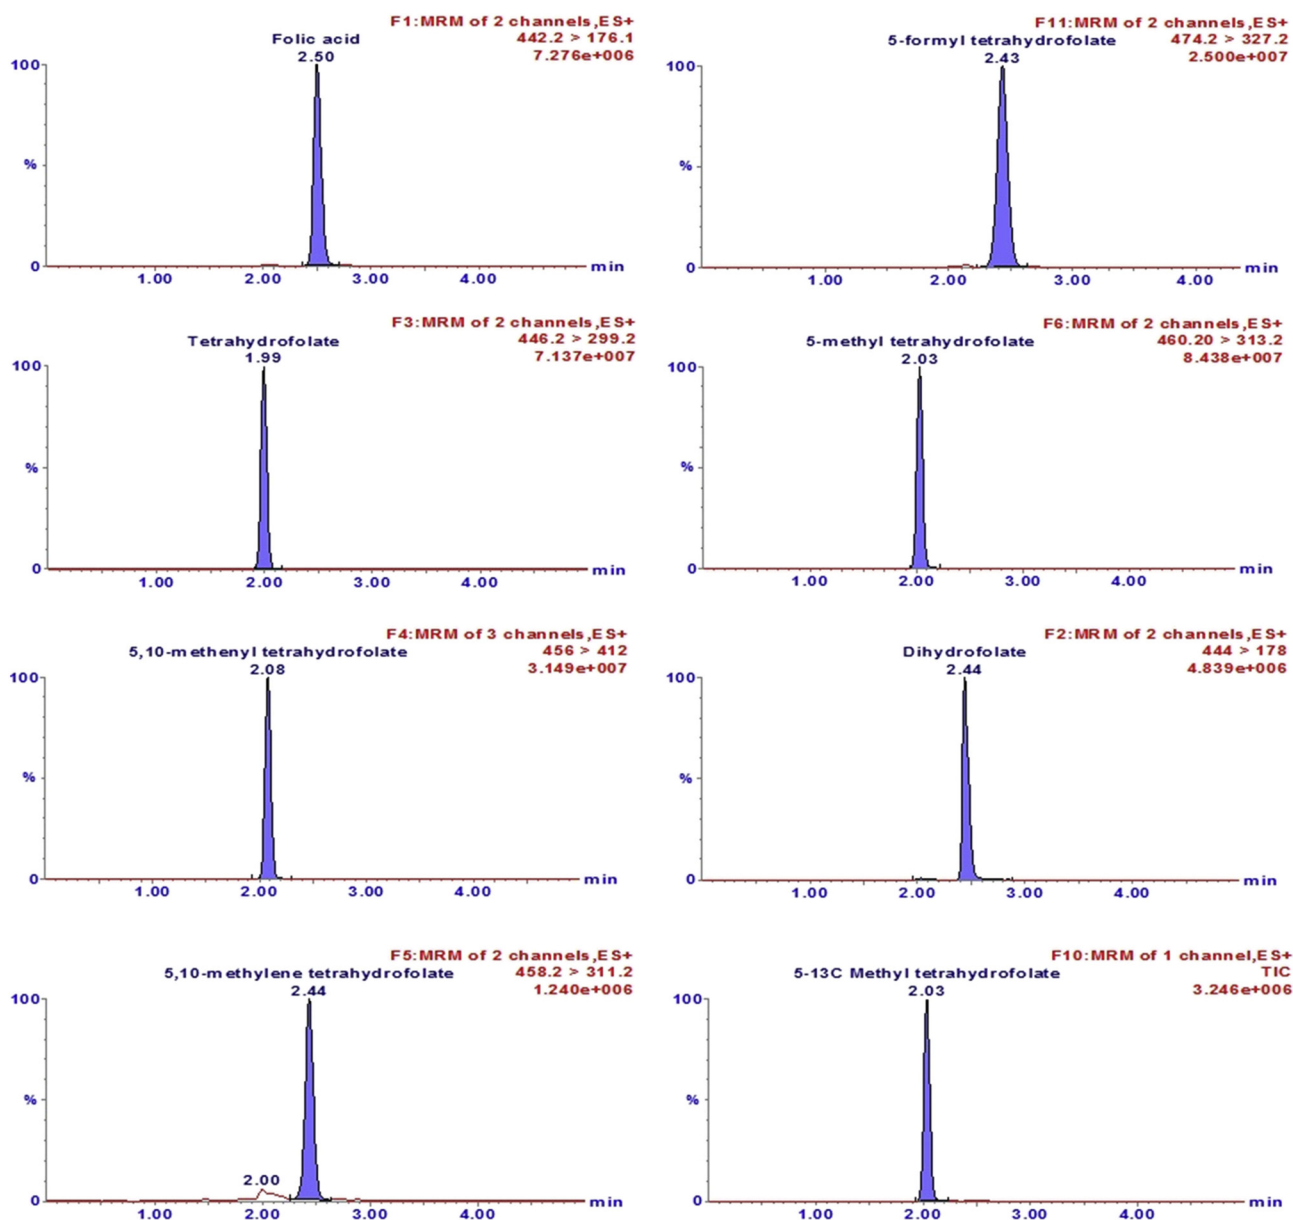 F1:MRM of 2 channels,ES+
Folic acid
442.2 > 176.1
2.50
7.276e+006
100
%
0
1.00 2.00 3.00 4.00 min
F11:MRM of 2 channels,ES+
5-formyl tetrahydrofolate
474.2 > 327.2
2.43
2.500e+007
100
%
0
1.00 2.00 3.00 4.00 min
F3:MRM of 2 channels,ES+
Tetrahydrofolate
446.2 > 299.2
1.99
7.137e+007
100
%
0
1.00 2.00 3.00 4.00 min
F6:MRM of 2 channels,ES+
5-methyl tetrahydrofolate
460.20 > 313.2
2.03
8.438e+007
100
%
0
1.00 2.00 3.00 4.00 min
F4:MRM of 3 channels,ES+
5,10-methenyl tetrahydrofolate
456 > 412
2.08
3.149e+007
100
%
0
1.00 2.00 3.00 4.00 min
F2:MRM of 2 channels,ES+
Dihydrofolate
444 > 178
2.44
4.839e+006
100
%
0
1.00 2.00 3.00 4.00 min
F5:MRM of 2 channels,ES+
5,10-methylene tetrahydrofolate
458.2 > 311.2
2.44
1.240e+006
100
%
2.00
0
1.00 2.00 3.00 4.00 min
F10:MRM of 1 channel,ES+
5-13C Methyl tetrahydrofolate
TIC
2.03
3.246e+006
100
%
0
1.00 2.00 3.00 4.00 min